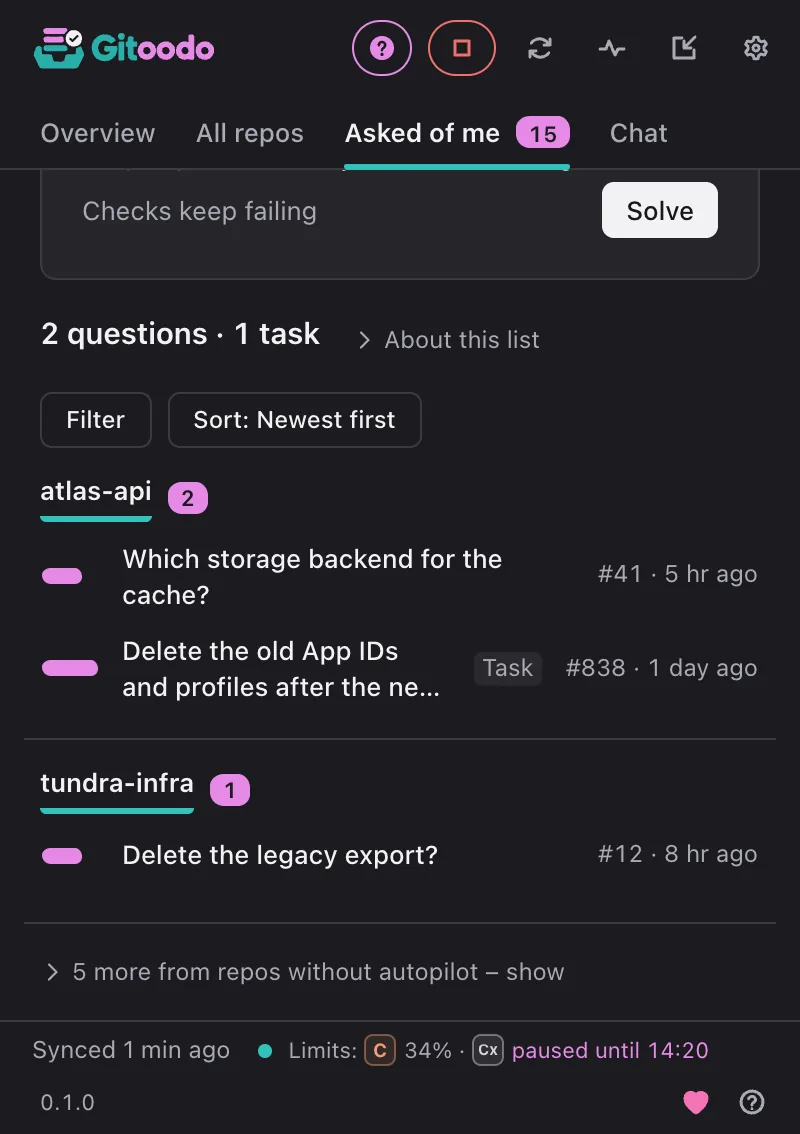 Gitoodo
?
Overview All repos Asked of me 15 Chat
Checks keep failing Solve
2 questions · 1 task About this list
Filter Sort: Newest first
atlas-api 2
Which storage backend for the
cache?
#41 · 5 hr ago
Delete the old App IDs
and profiles after the ne...
Task #838 · 1 day ago
tundra-infra 1
Delete the legacy export? #12 · 8 hr ago
5 more from repos without autopilot – show
Synced 1 min ago Limits: C 34% · Cx paused until 14:20
0.1.0 ?